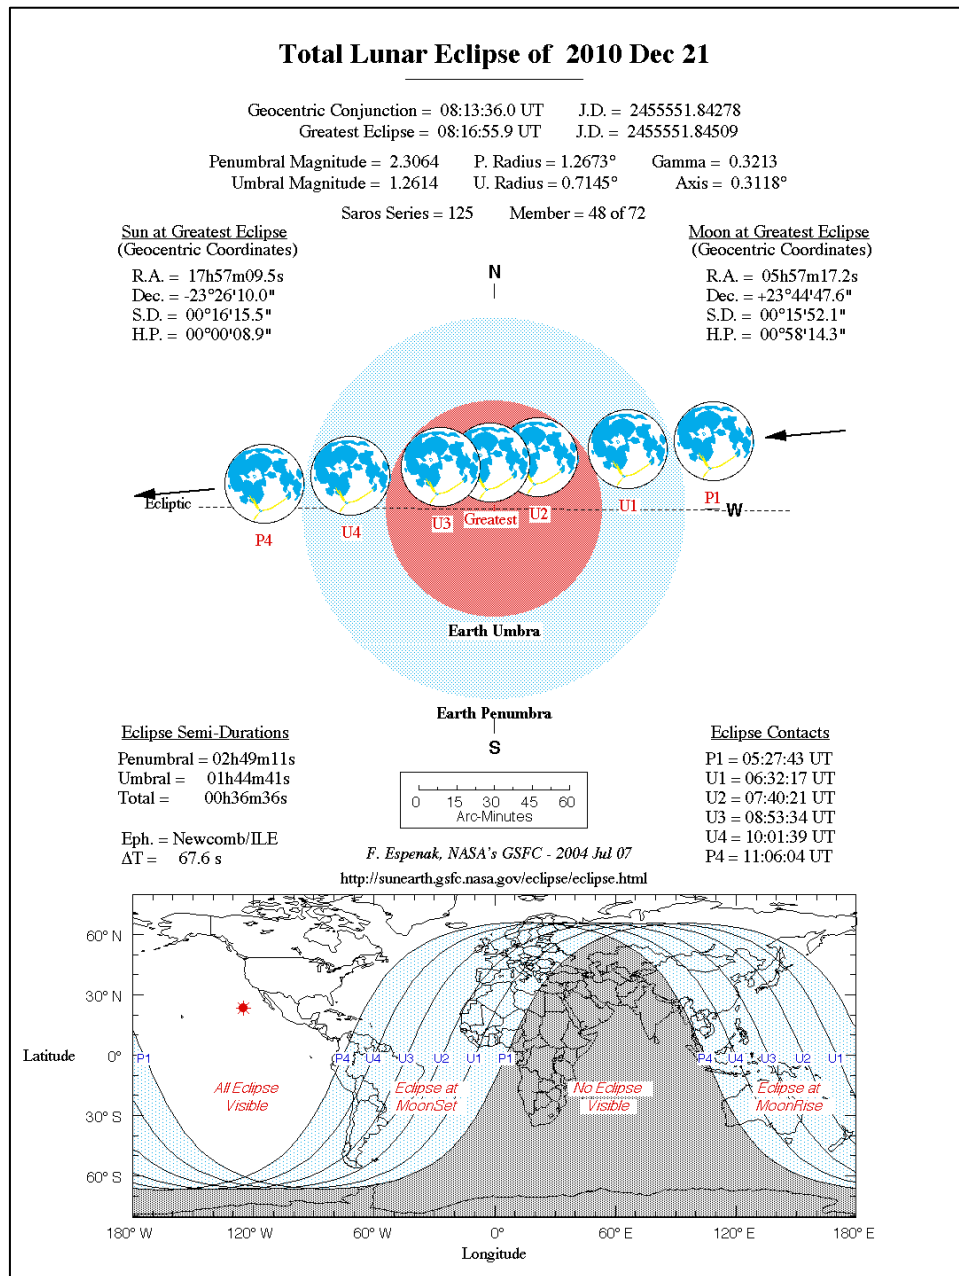 Total Lunar Eclipse of 2010 Dec 21
Geocentric Conjunction = 08:13:36.0 UT J.D. = 2455551.84278
Greatest Eclipse = 08:16:55.9 UT J.D. = 2455551.84509
Penumbral Magnitude = 2.3064 P. Radius = 1.2673° Gamma = 0.3213
Umbral Magnitude = 1.2614 U. Radius = 0.7145° Axis = 0.3118°
Saros Series = 125 Member = 48 of 72
Sun at Greatest Eclipse
(Geocentric Coordinates)
R.A. = 17h57m09.5s
Dec. = -23°26'10.0"
S.D. = 00°16'15.5"
H.P. = 00°00'08.9"
Moon at Greatest Eclipse
(Geocentric Coordinates)
R.A. = 05h57m17.2s
Dec. = +23°44'47.6"
S.D. = 00°15'52.1"
H.P. = 00°58'14.3"
N
Ecliptic
P4
U4
U3
Greatest
U2
U1
P1
W
Earth Umbra
Earth Penumbra
S
Eclipse Semi-Durations
Penumbral = 02h49m11s
Umbral = 01h44m41s
Total = 00h36m36s
Eph. = Newcomb/ILE
ΔT = 67.6 s
0 15 30 45 60
Arc-Minutes
F. Espenak, NASA's GSFC - 2004 Jul 07
http://sunearth.gsfc.nasa.gov/eclipse/eclipse.html
Eclipse Contacts
P1 = 05:27:43 UT
U1 = 06:32:17 UT
U2 = 07:40:21 UT
U3 = 08:53:34 UT
U4 = 10:01:39 UT
P4 = 11:06:04 UT
60° N
30° N
Latitude 0°
30° S
60° S
P1 P4 U4 U3 U2 U1 P1 P4 U4 U3 U2 U1
All Eclipse
Visible
Eclipse at
MoonSet
No Eclipse
Visible
Eclipse at
MoonRise
180° W 120° W 60° W 0° 60° E 120° E 180° E
Longitude